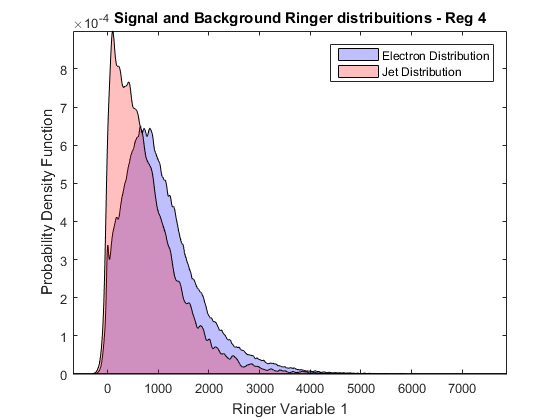 ×10-4
Signal and Background Ringer distribuitions - Reg 4
Electron Distribution
Jet Distribution
Probability Density Function
8
7
6
5
4
3
2
1
0
0 1000 2000 3000 4000 5000 6000 7000
Ringer Variable 1